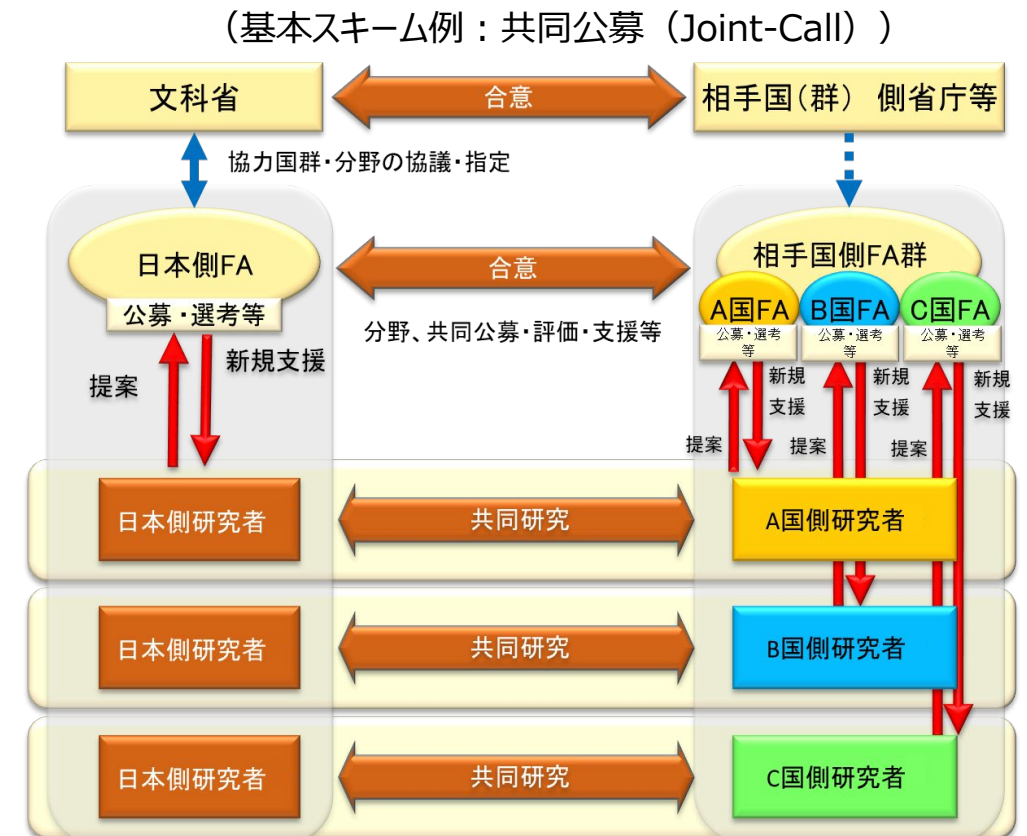 （基本スキーム例：共同公募（Joint-Call））
文科省
合意
相手国（群） 側省庁等
協力国群・分野の協議・指定
日本側FA
公募・選考等
合意
分野、共同公募・評価・支援等
相手国側FA群
A国FA
B国FA
C国FA
公募・選考
等
公募・選考
等
公募・選考
等
提案
新規支援
新規
支援
新規
支援
新規
支援
提案
提案
提案
日本側研究者
共同研究
A国側研究者
日本側研究者
共同研究
B国側研究者
日本側研究者
共同研究
C国側研究者